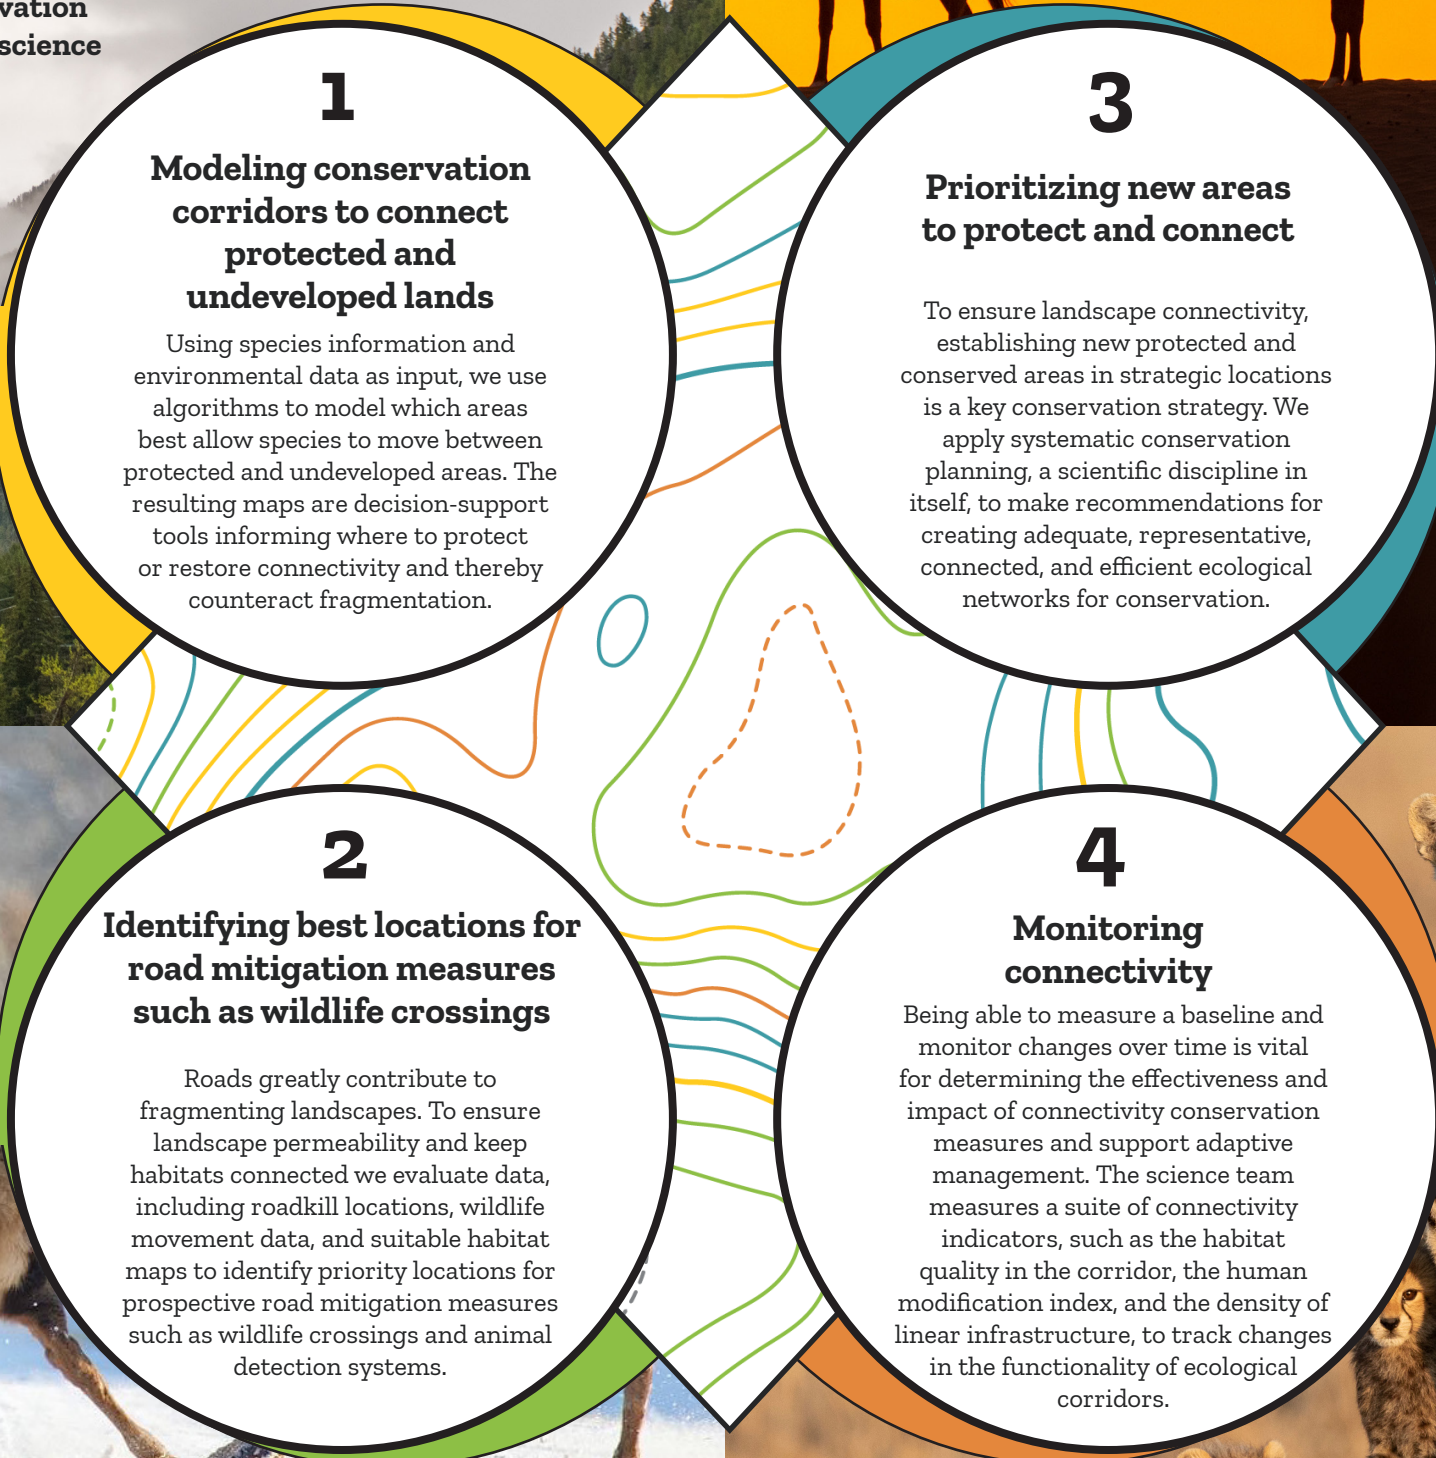 science
1
Modeling conservation
corridors to connect
protected and
undeveloped lands
Using species information and
environmental data as input, we use
algorithms to model which areas
best allow species to move between
protected and undeveloped areas. The
resulting maps are decision-support
tools informing where to protect
or restore connectivity and thereby
counteract fragmentation.
2
Identifying best locations for
road mitigation measures
such as wildlife crossings
Roads greatly contribute to
fragmenting landscapes. To ensure
landscape permeability and keep
habitats connected we evaluate data,
including roadkill locations, wildlife
movement data, and suitable habitat
maps to identify priority locations for
prospective road mitigation measures
such as wildlife crossings and animal
detection systems.
3
Prioritizing new areas
to protect and connect
To ensure landscape connectivity,
establishing new protected and
conserved areas in strategic locations
is a key conservation strategy. We
apply systematic conservation
planning, a scientific discipline in
itself, to make recommendations for
creating adequate, representative,
connected, and efficient ecological
networks for conservation.
4
Monitoring
connectivity
Being able to measure a baseline and
monitor changes over time is vital
for determining the effectiveness and
impact of connectivity conservation
measures and support adaptive
management. The science team
measures a suite of connectivity
indicators, such as the habitat
quality in the corridor, the human
modification index, and the density of
linear infrastructure, to track changes
in the functionality of ecological
corridors.